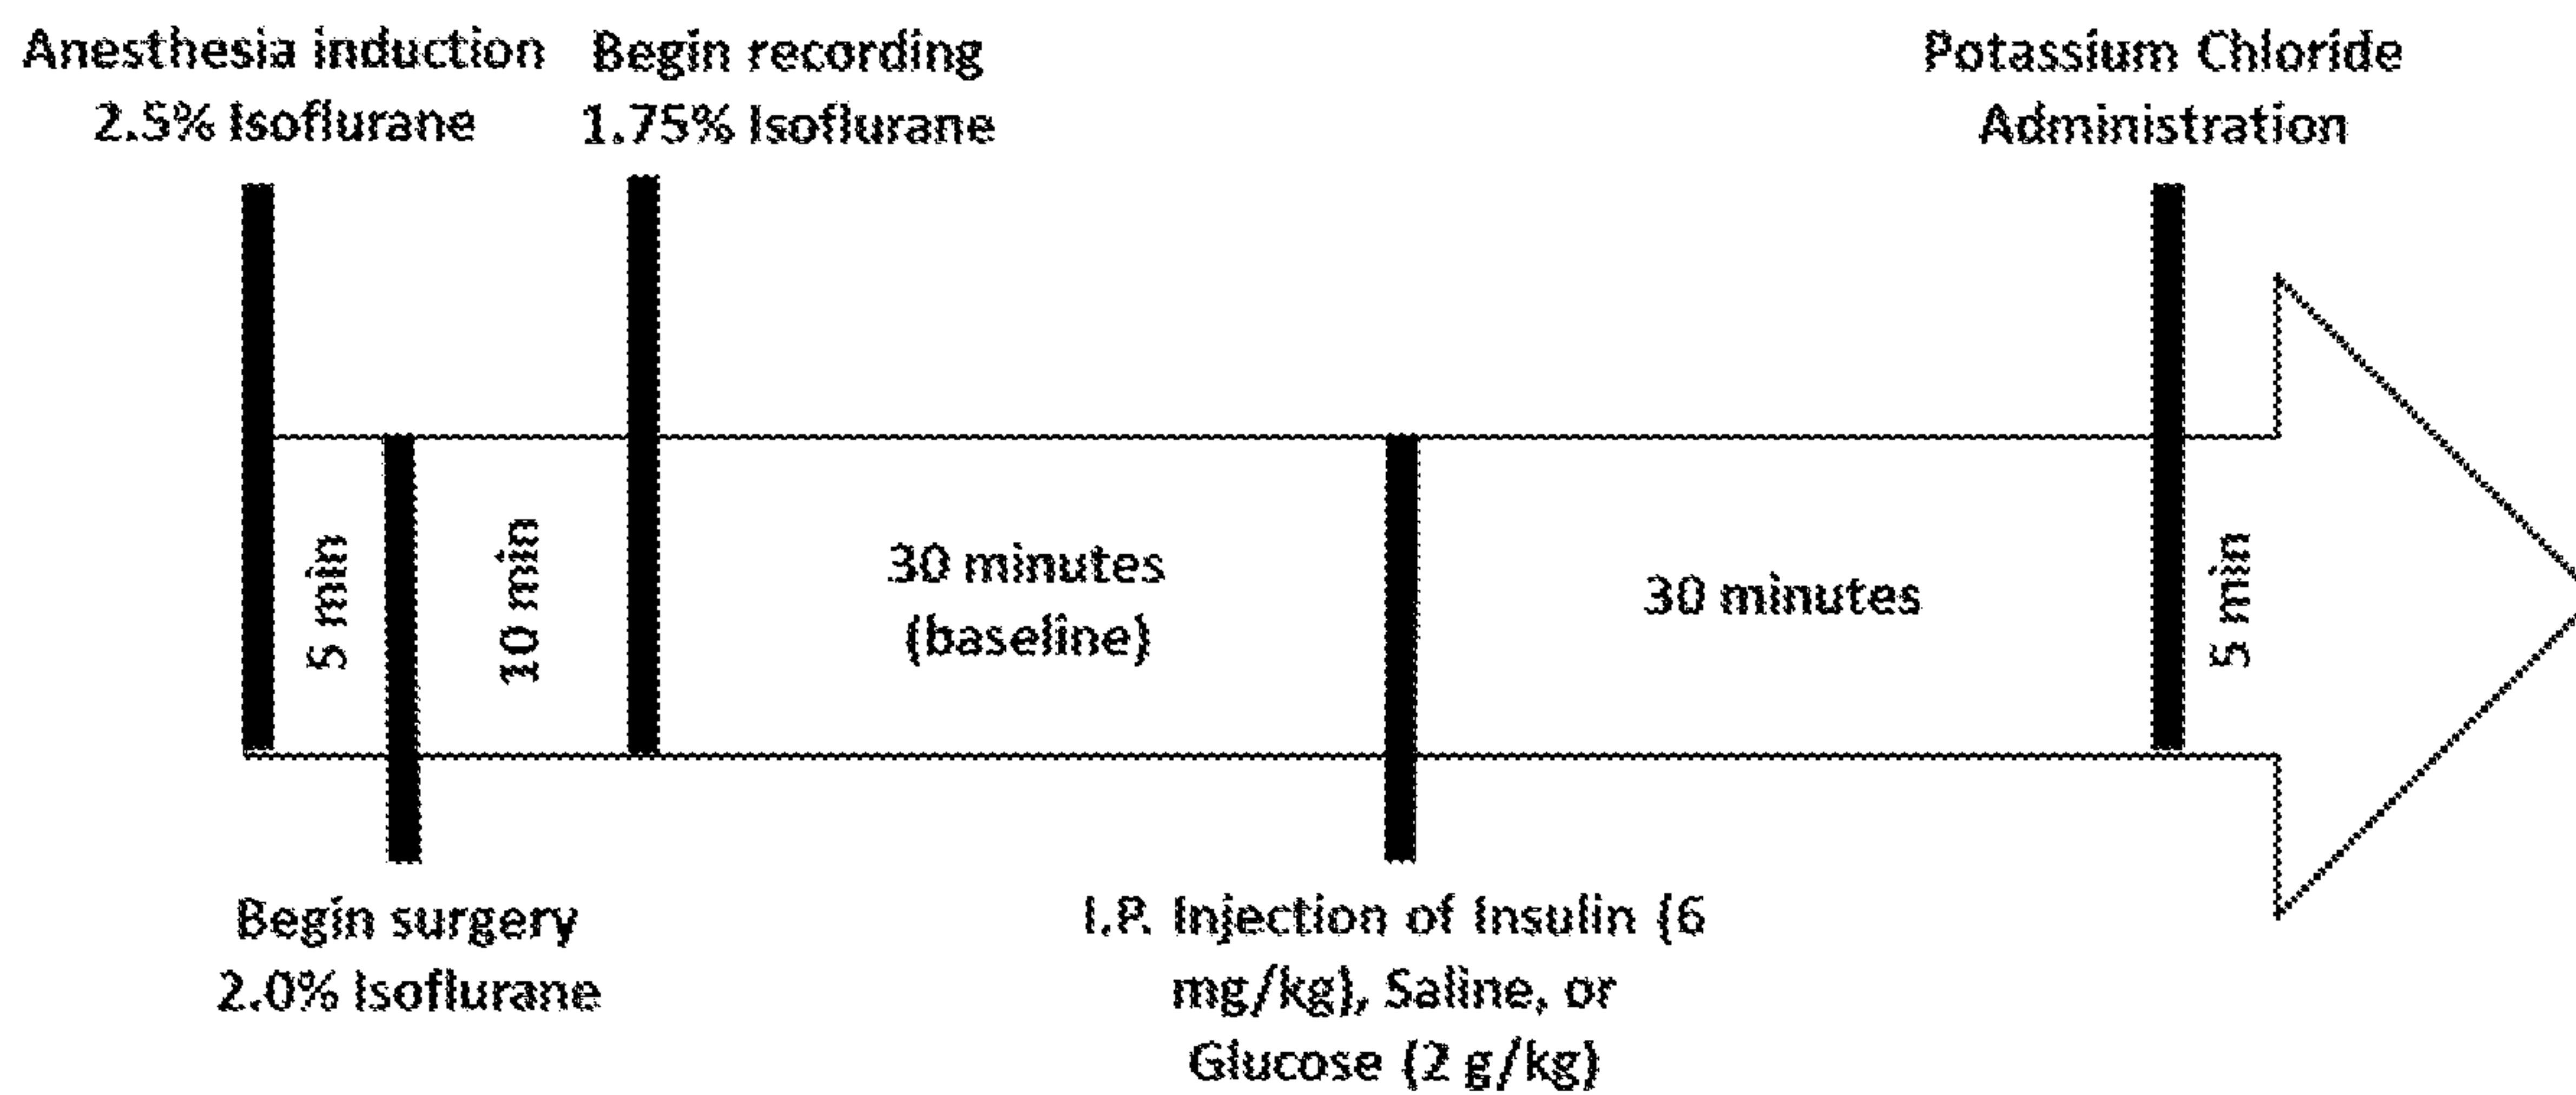 Anesthesia induction
2.5% Isoflurane
Begin recording
1.75% Isoflurane
Potassium Chloride
Administration
5 min
10 min
30 minutes
(baseline)
30 minutes
5 min
Begin surgery
2.0% Isoflurane
I.P. Injection of Insulin (6
mg/kg), Saline, or
Glucose (2 g/kg)